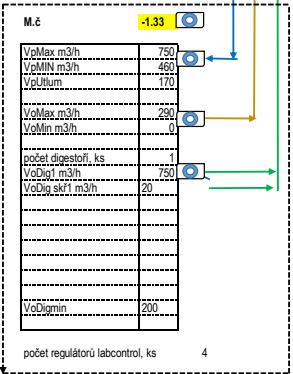 M.č -1.33
VpMax m3/h 750
VpMIN m3/h 460
VpUtlum 170
VoMax m3/h 290
VoMin m3/h 0
počet digestoří, ks 1
VoDig1 m3/h 750
VoDig skř1 m3/h 20
VoDigmin 200
počet regulátorů labcontrol, ks 4